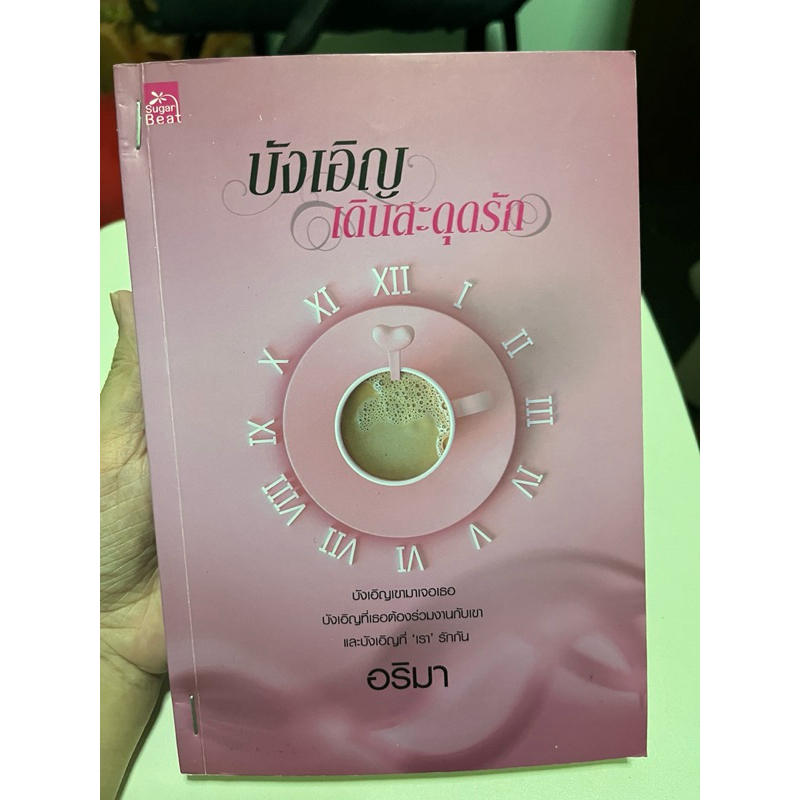 Sugar
Beat
บังเอิญ
เดินสะดุดรัก
XII
I
II
III
IV
V
VI
VII
VIII
IX
X
XI
บังเอิญเขามาเจอเธอ
บังเอิญที่เธอต้องร่วมงานกับเขา
และบังเอิญที่ 'เรา' รักกัน
อริมา